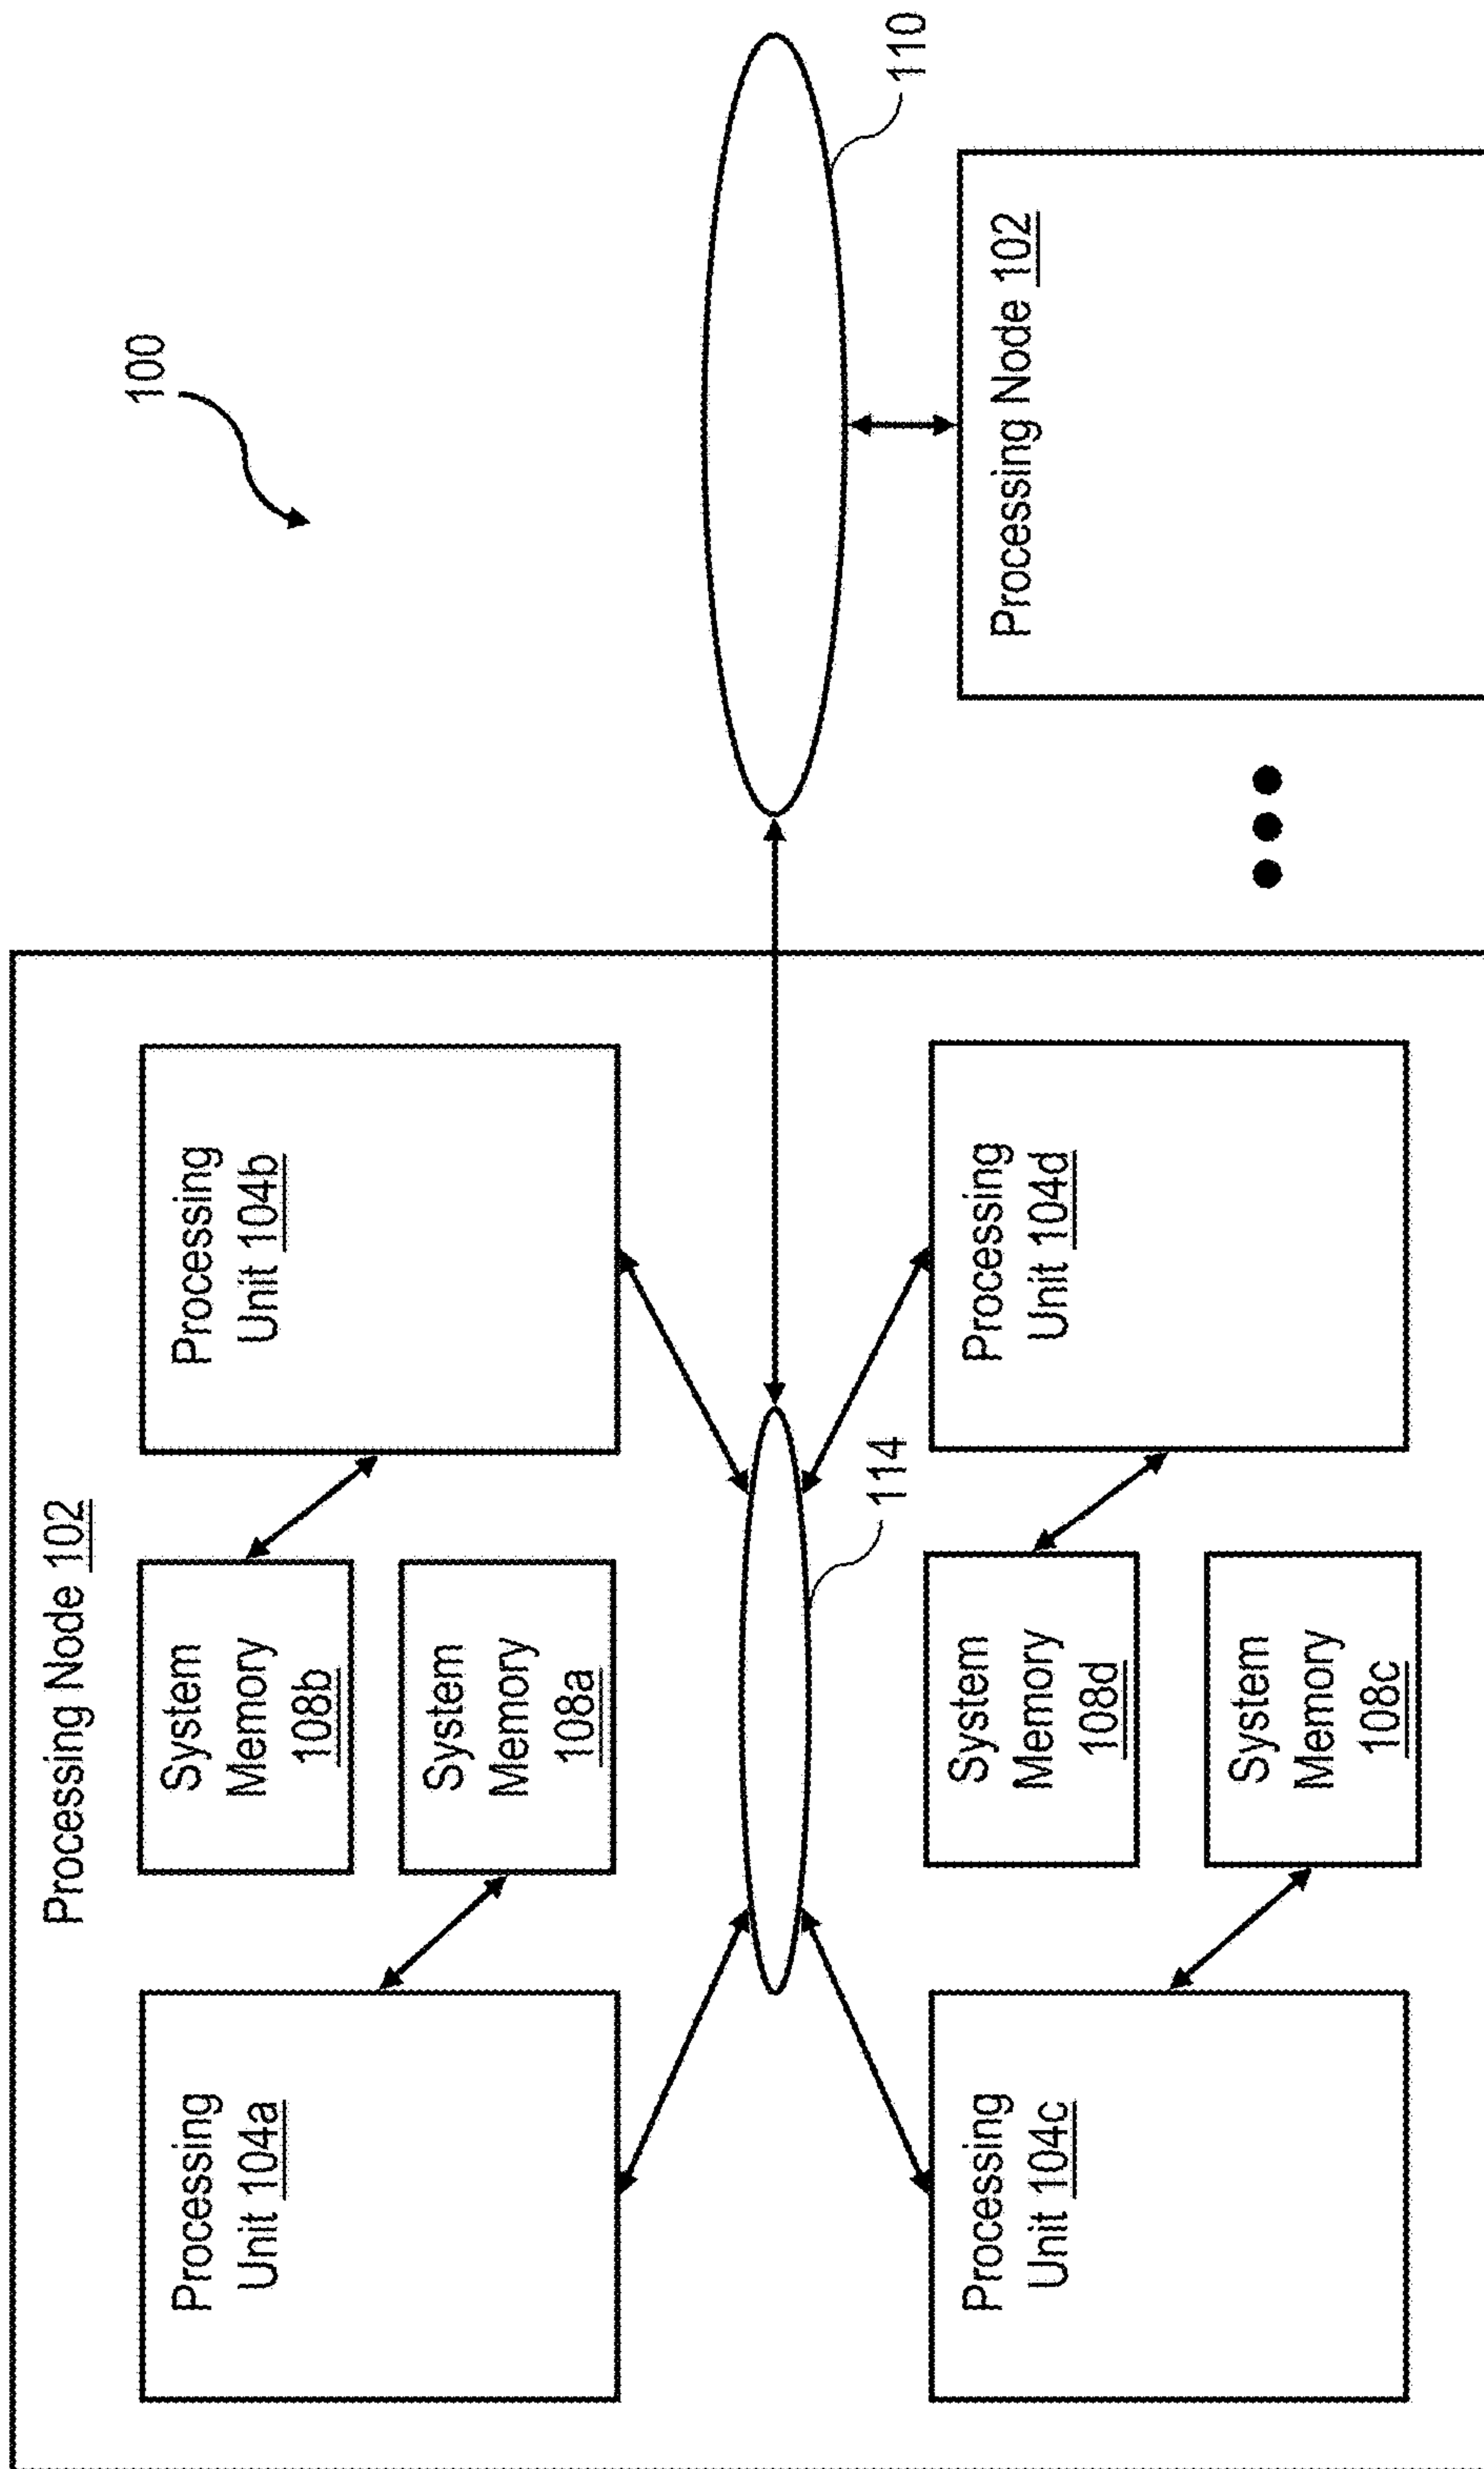 100
Processing Node 102
Processing
Unit 104a
System
Memory
108b
System
Memory
108a
Processing
Unit 104b
114
110
Processing
Unit 104c
System
Memory
108d
System
Memory
108c
Processing
Unit 104d
Processing Node 102